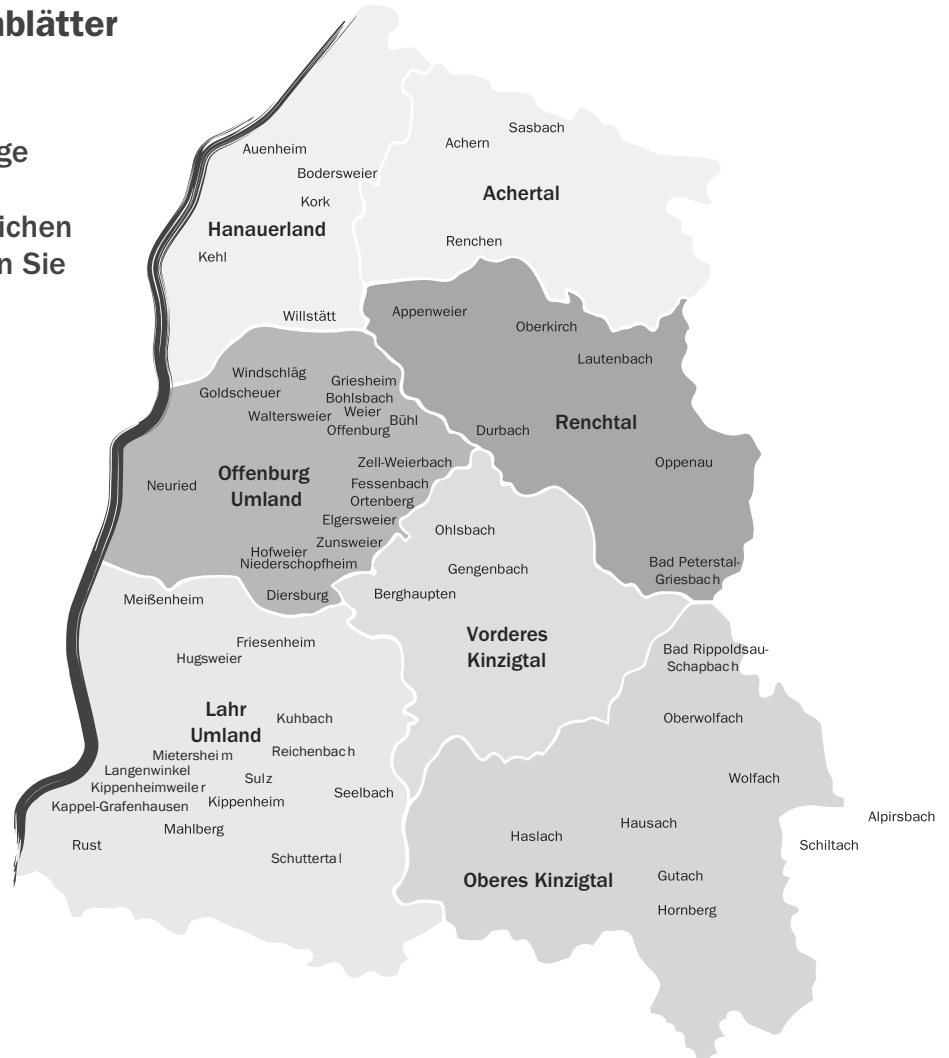 nblätter
ge
ichen
n Sie
Sasbach
Achern
Auenheim
Bodersweier
Achertal
Kork
Hanauerland
Renchen
Kehl
Appenweier
Willstätt
Oberkirch
Lautenbach
Windschläg
Griesheim
Goldscheuer
Bohlsbach
Weier
Waltersweier
Bühl
Offenburg
Durbach
Renchtal
Zell-Weierbach
Oppenau
Offenburg
Umland
Neuried
Fessenbach
Ortenberg
Elgersweier
Ohlsbach
Zunsweier
Hofweier
Niederschopfheim
Gengenbach
Bad Peterstal-
Griesbach
Diersburg
Berghaupten
Meißenheim
Vorderes
Kinzigtal
Friesenheim
Hugsweier
Bad Rippoldsau-
Schapbach
Lahr
Umland
Kuhbach
Oberwolfach
Reichenbach
Mietersheim
Langenwinkel
Sulz
Wolfach
Kippenheimweiler
Seelbach
Kappel-Grafenhausen
Kippenheim
Alpirsbach
Mahlberg
Hausach
Haslach
Rust
Schiltach
Schuttertal
Gutach
Oberes Kinzigtal
Hornberg